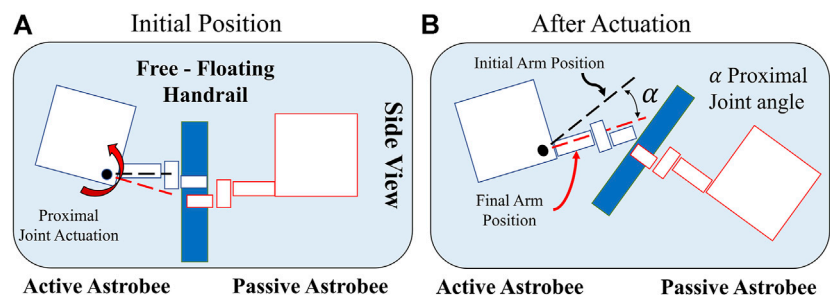 A
Initial Position
Free - Floating
Handrail
Side View
Proximal
Joint Actuation
Active Astrobee
Passive Astrobee
B
After Actuation
Initial Arm Position
α
α Proximal
Joint angle
Final Arm
Position
Active Astrobee
Passive Astrobee